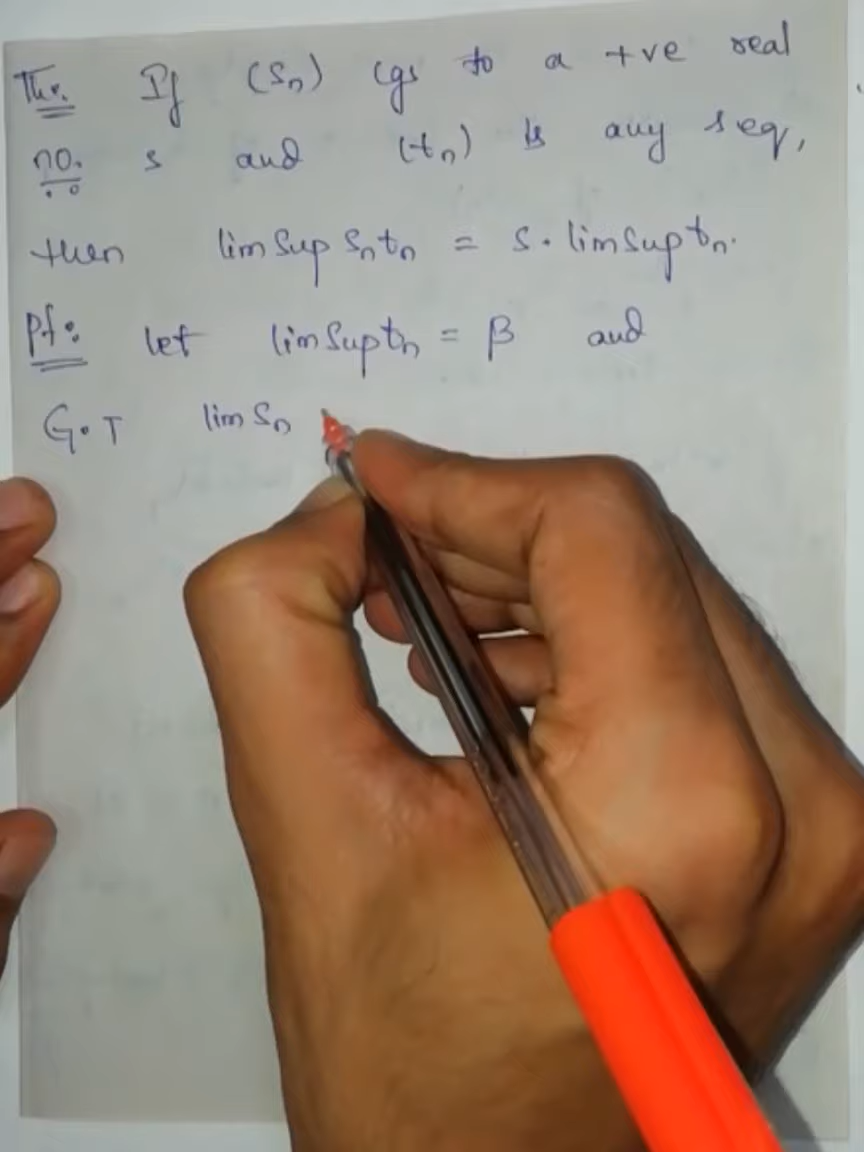 Thr. If (Sn) cgs to a +ve real
no. s and (tn) is any seq,
then lim Sup Sntn = S. lim Sup tn.
Pf: let lim Sup tn = β and
G.T lim Sn